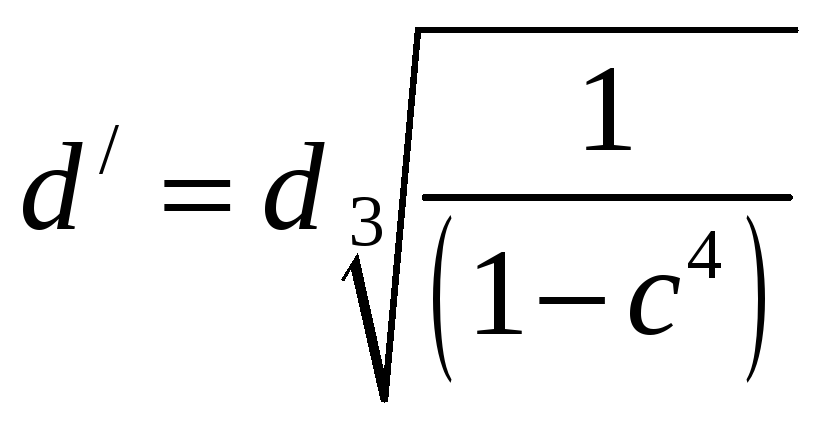 d′ = d ∛(1 / (1 − c⁴))